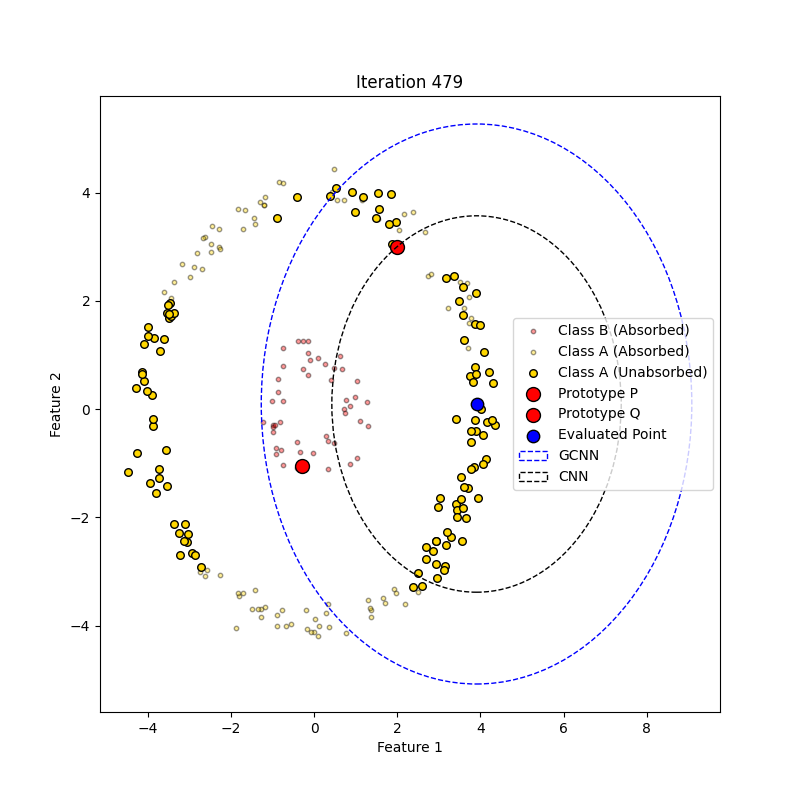 Iteration 479
Feature 2
4
2
0
−2
−4
Class B (Absorbed)
Class A (Absorbed)
Class A (Unabsorbed)
Prototype P
Prototype Q
Evaluated Point
GCNN
CNN
−4 −2 0 2 4 6 8
Feature 1